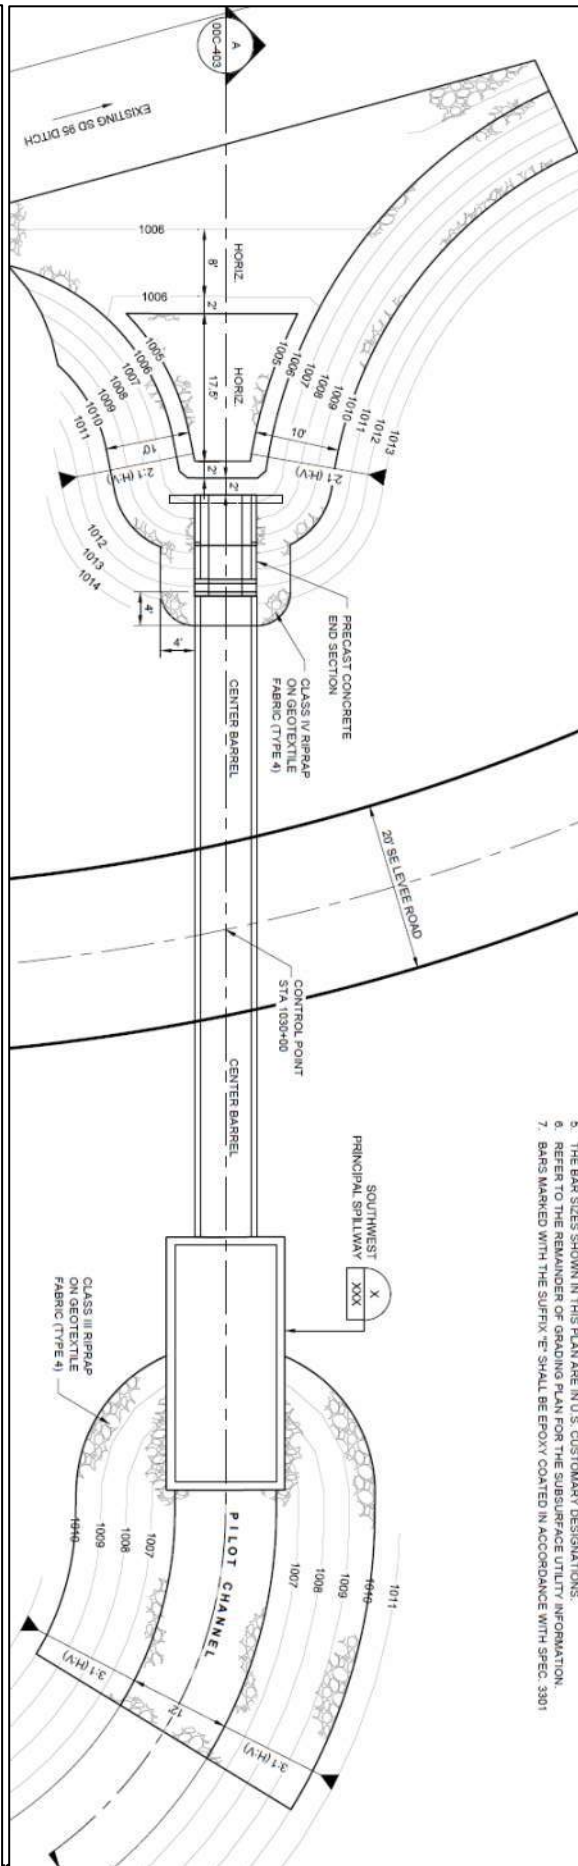 A
00C-403
EXISTING SD 95 DITCH
1006
8'
HORIZ.
1006
2'
HORIZ.
17.5'
1005
1006
1007
1008
1009
1010
1011
1005
1006
1007
1008
1009
1010
1011
1012
1013
10'
2:1 (H:V)
10'
2:1 (H:V)
2'
2'
1012
1013
1014
4'
4'
PRECAST CONCRETE
END SECTION
CLASS IV RIPRAP
ON GEOTEXTILE
FABRIC (TYPE 4)
CENTER BARREL
20' SE LEVEE ROAD
CONTROL POINT
STA 1030+00
CENTER BARREL
SOUTHWEST
PRINCIPAL SPILLWAY
X
XXX
CLASS III RIPRAP
ON GEOTEXTILE
FABRIC (TYPE 4)
PILOT CHANNEL
1010
1009
1008
1007
1007
1008
1009
1010
1011
3:1 (H:V)
12'
3:1 (H:V)
THE BAR SIZES SHOWN IN THIS PLAN ARE IN U.S. CUSTOMARY DESIGNATIONS.
6. REFER TO THE REMAINDER OF GRADING PLAN FOR THE SUBSURFACE UTILITY INFORMATION.
7. BARS MARKED WITH THE SUFFIX "E" SHALL BE EPOXY COATED IN ACCORDANCE WITH SPEC. 3301